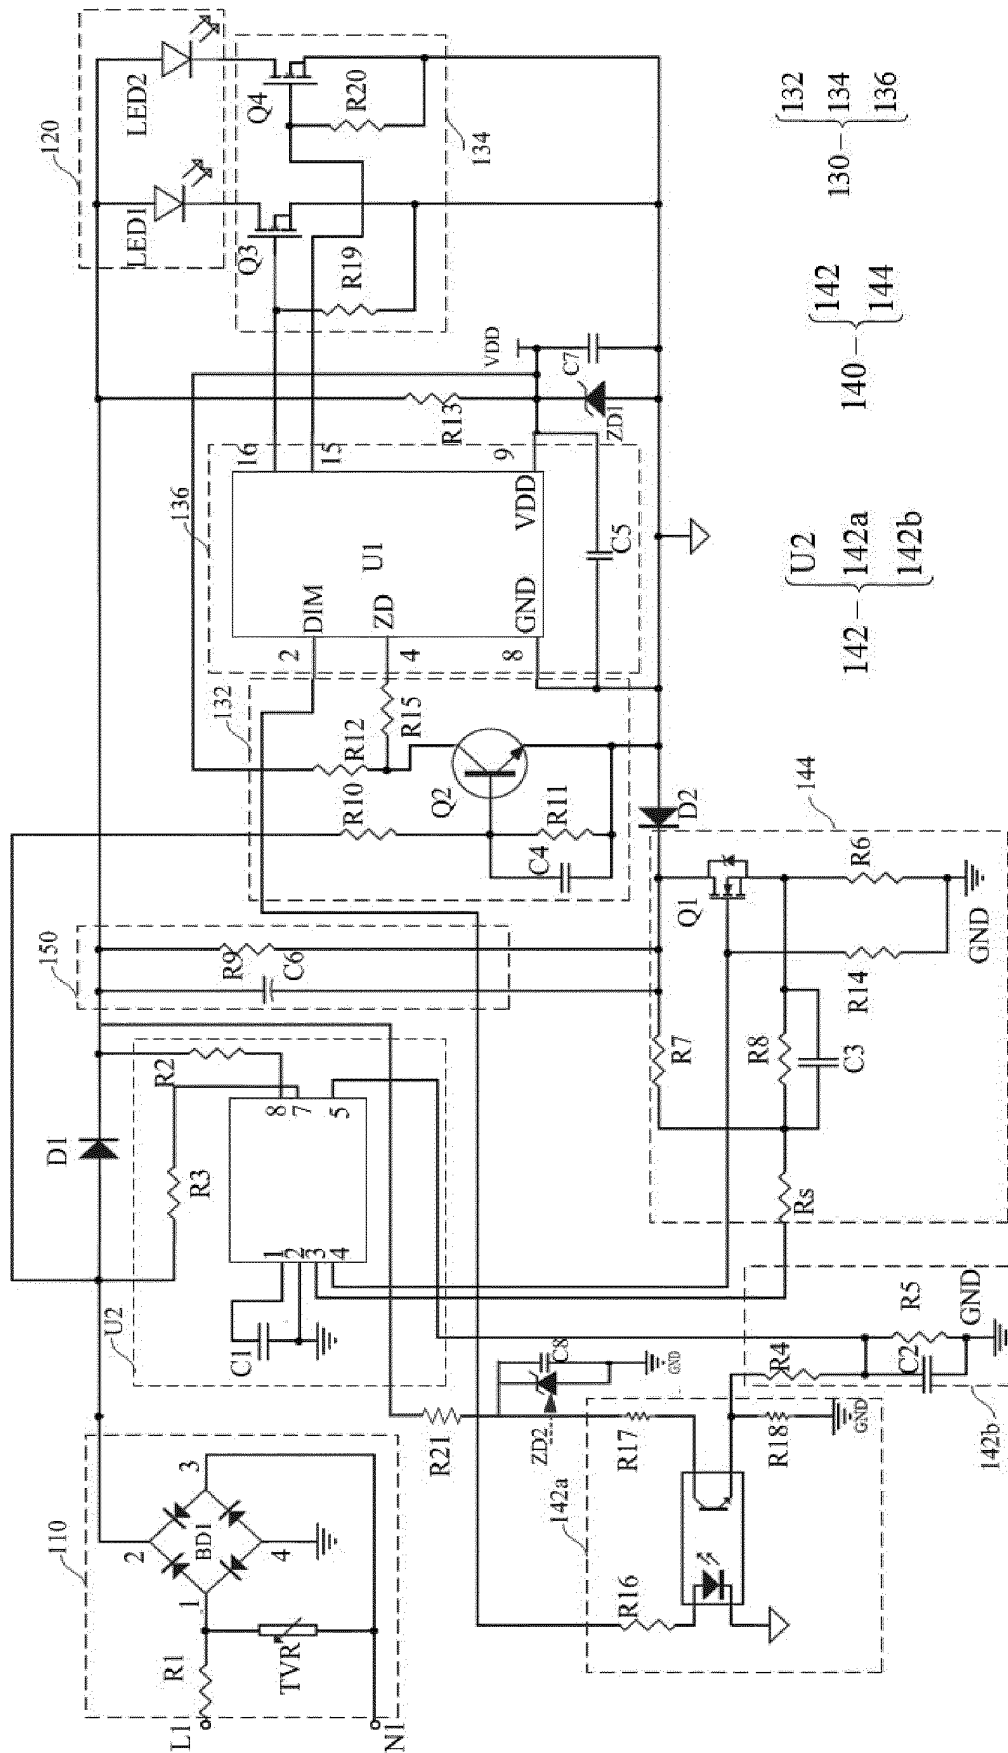 110
L1
R1
TVR
N1
1
2
3
4
BD1
U2
C1
1
2
3
4
8
7
5
R3
R2
D1
150
R9
C6
R21
ZD2
C8
GND
142a
R16
R17
R18
GND
142b
R4
C2
R5
GND
Rs
R7
R8
C3
R14
R6
Q1
GND
144
D2
132
R10
R12
R15
Q2
R11
C4
136
2
DIM
4
ZD
U1
8
GND
VDD
9
16
15
C5
R13
ZD1
C7
VDD
120
LED1
LED2
Q3
Q4
R19
R20
134
142
U2
142a
142b
140
142
144
130
132
134
136